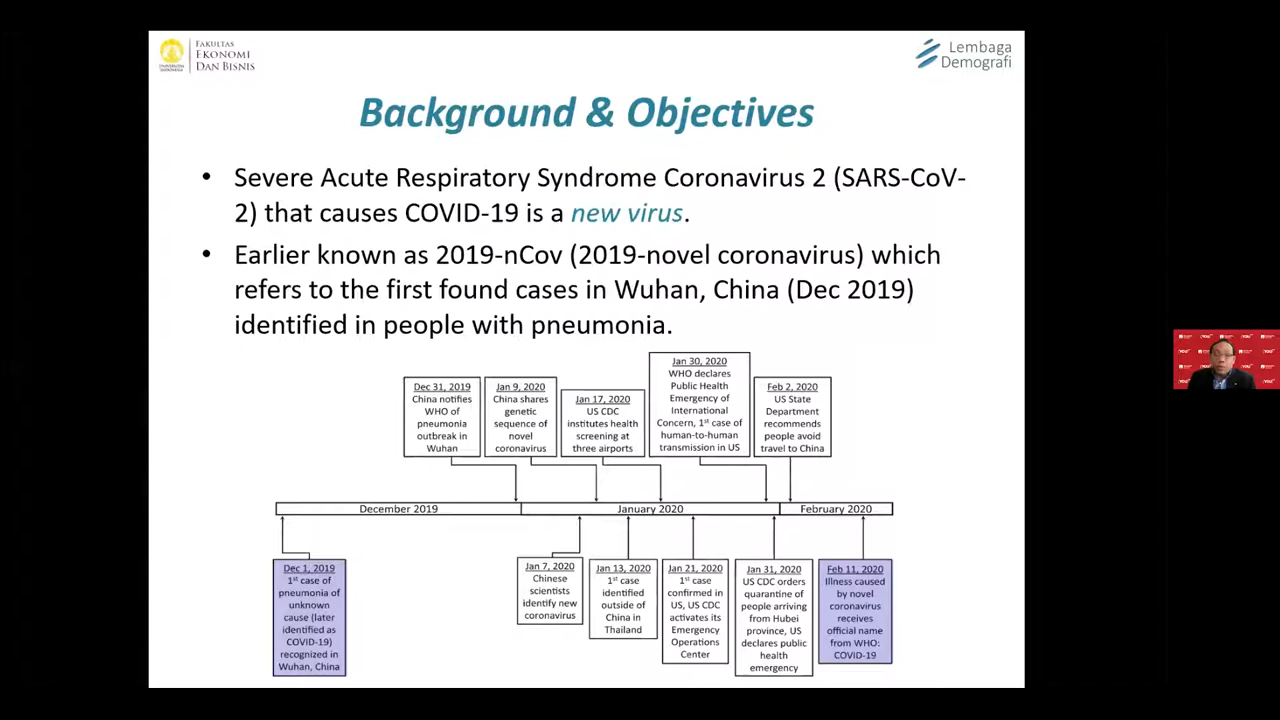 FAKULTAS
EKONOMI
DAN BISNIS
Lembaga
Demografi
Background & Objectives
• Severe Acute Respiratory Syndrome Coronavirus 2 (SARS-CoV-
2) that causes COVID-19 is a new virus.
• Earlier known as 2019-nCov (2019-novel coronavirus) which
refers to the first found cases in Wuhan, China (Dec 2019)
identified in people with pneumonia.
Dec 31, 2019
China notifies
WHO of
pneumonia
outbreak in
Wuhan
Jan 9, 2020
China shares
genetic
sequence of
novel
coronavirus
Jan 17, 2020
US CDC
institutes health
screening at
three airports
Jan 30, 2020
WHO declares
Public Health
Emergency of
International
Concern, 1st case of
human-to-human
transmission in US
Feb 2, 2020
US State
Department
recommends
people avoid
travel to China
December 2019
January 2020
February 2020
Dec 1, 2019
1st case of
pneumonia of
unknown
cause (later
identified as
COVID-19)
recognized in
Wuhan, China
Jan 7, 2020
Chinese
scientists
identify new
coronavirus
Jan 13, 2020
1st case
identified
outside of
China in
Thailand
Jan 21, 2020
1st case
confirmed in
US, US CDC
activates its
Emergency
Operations
Center
Jan 31, 2020
US CDC orders
quarantine of
people arriving
from Hubei
province, US
declares public
health
emergency
Feb 11, 2020
Illness caused
by novel
coronavirus
receives
official name
from WHO:
COVID-19